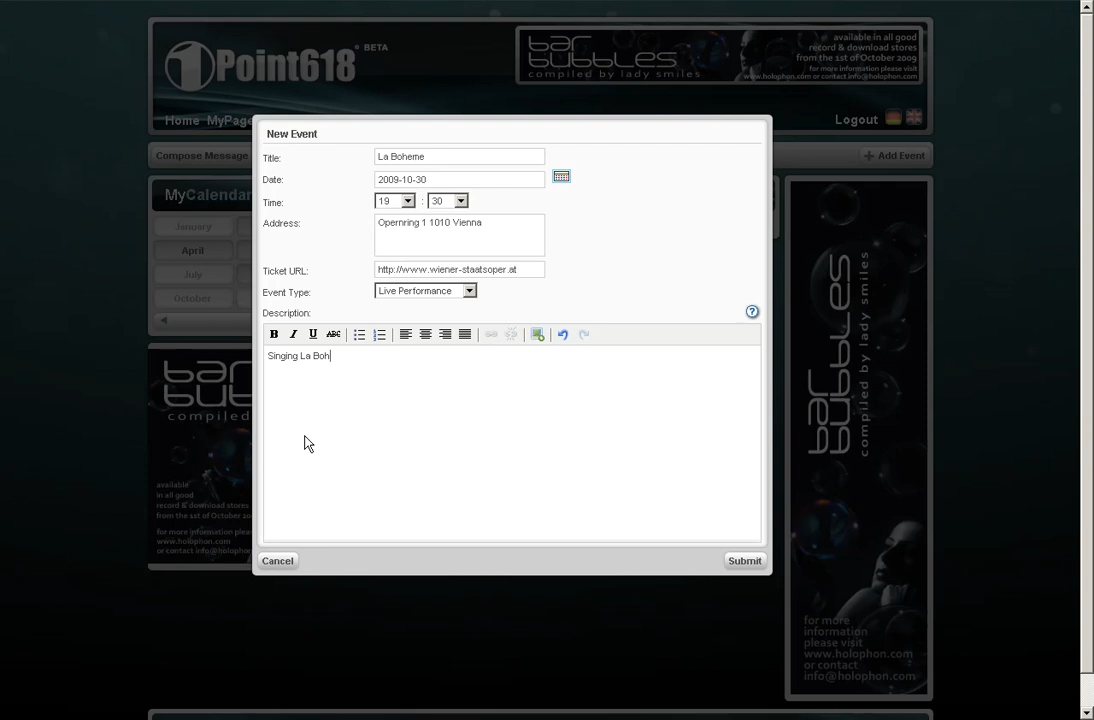 1Point618° BETA
bar bubbles
compiled by lady smiles
available in all good
record & download stores
from the 1st of October 2009
for more information please visit
www.holophon.com or contact info@holophon.com
Home MyPage
Logout
Compose Message
+ Add Event
MyCalendar
January
April
July
October
New Event
Title: La Boheme
Date: 2009-10-30
Time: 19 : 30
Address: Opernring 1 1010 Vienna
Ticket URL: http://www.wiener-staatsoper.at
Event Type: Live Performance
Description:
B I U ABC
Singing La Boh
Cancel
Submit
compiled
available
in all good
record & download stores
from the 1st of October 200
for more information pleas
www.holophon.com
or contact info@holophon
bar bubbles
compiled by lady smiles
for more
information
please visit
www.holophon.com
or contact
info@holophon.com